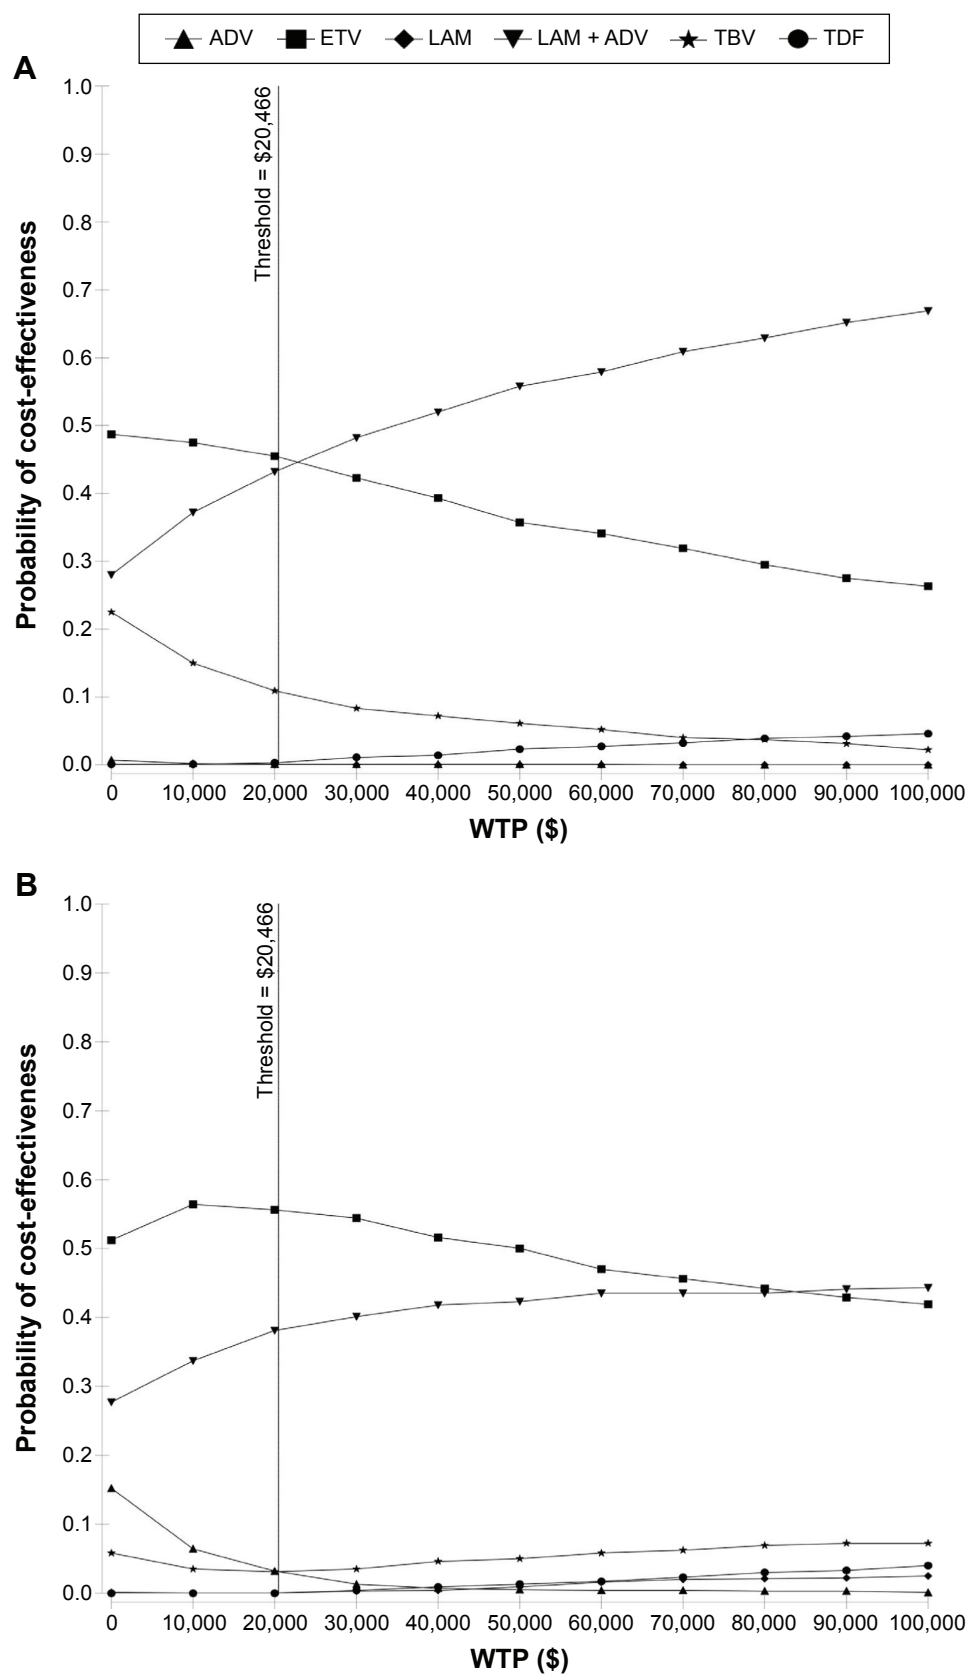 ADV ETV LAM LAM + ADV TBV TDF
A
Probability of cost-effectiveness
1.0
0.9
0.8
0.7
0.6
0.5
0.4
0.3
0.2
0.1
0.0
Threshold = $20,466
0 10,000 20,000 30,000 40,000 50,000 60,000 70,000 80,000 90,000 100,000
WTP ($)
B
Probability of cost-effectiveness
1.0
0.9
0.8
0.7
0.6
0.5
0.4
0.3
0.2
0.1
0.0
Threshold = $20,466
0 10,000 20,000 30,000 40,000 50,000 60,000 70,000 80,000 90,000 100,000
WTP ($)